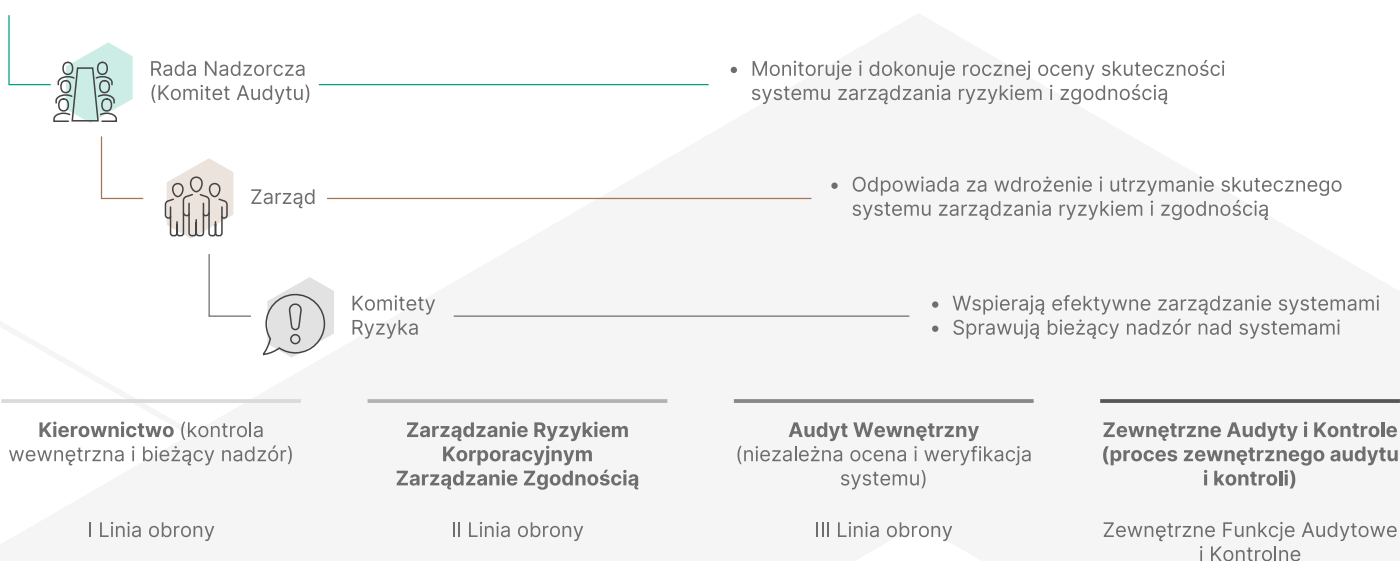 Rada Nadzorcza
(Komitet Audytu)
• Monitoruje i dokonuje rocznej oceny skuteczności
systemu zarządzania ryzykiem i zgodnością
Zarząd
• Odpowiada za wdrożenie i utrzymanie skutecznego
systemu zarządzania ryzykiem i zgodnością
Komitety
Ryzyka
• Wspierają efektywne zarządzanie systemami
• Sprawują bieżący nadzór nad systemami
Kierownictwo (kontrola
wewnętrzna i bieżący nadzór)
I Linia obrony
Zarządzanie Ryzykiem
Korporacyjnym
Zarządzanie Zgodnością
II Linia obrony
Audyt Wewnętrzny
(niezależna ocena i weryfikacja
systemu)
III Linia obrony
Zewnętrzne Audyty i Kontrole
(proces zewnętrznego audytu
i kontroli)
Zewnętrzne Funkcje Audytowe
i Kontrolne